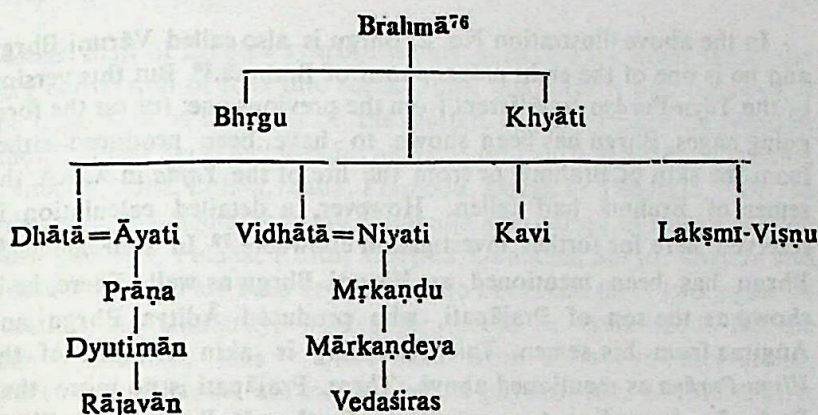 Brahmā⁷⁶
Bhṛgu Khyāti
Dhātā=Āyati Vidhātā=Niyati Kavi Lakṣmī-Viṣṇu
Prāṇa Mṛkaṇḍu
Dyutimān Mārkaṇḍeya
Rājavān Vedaśiras